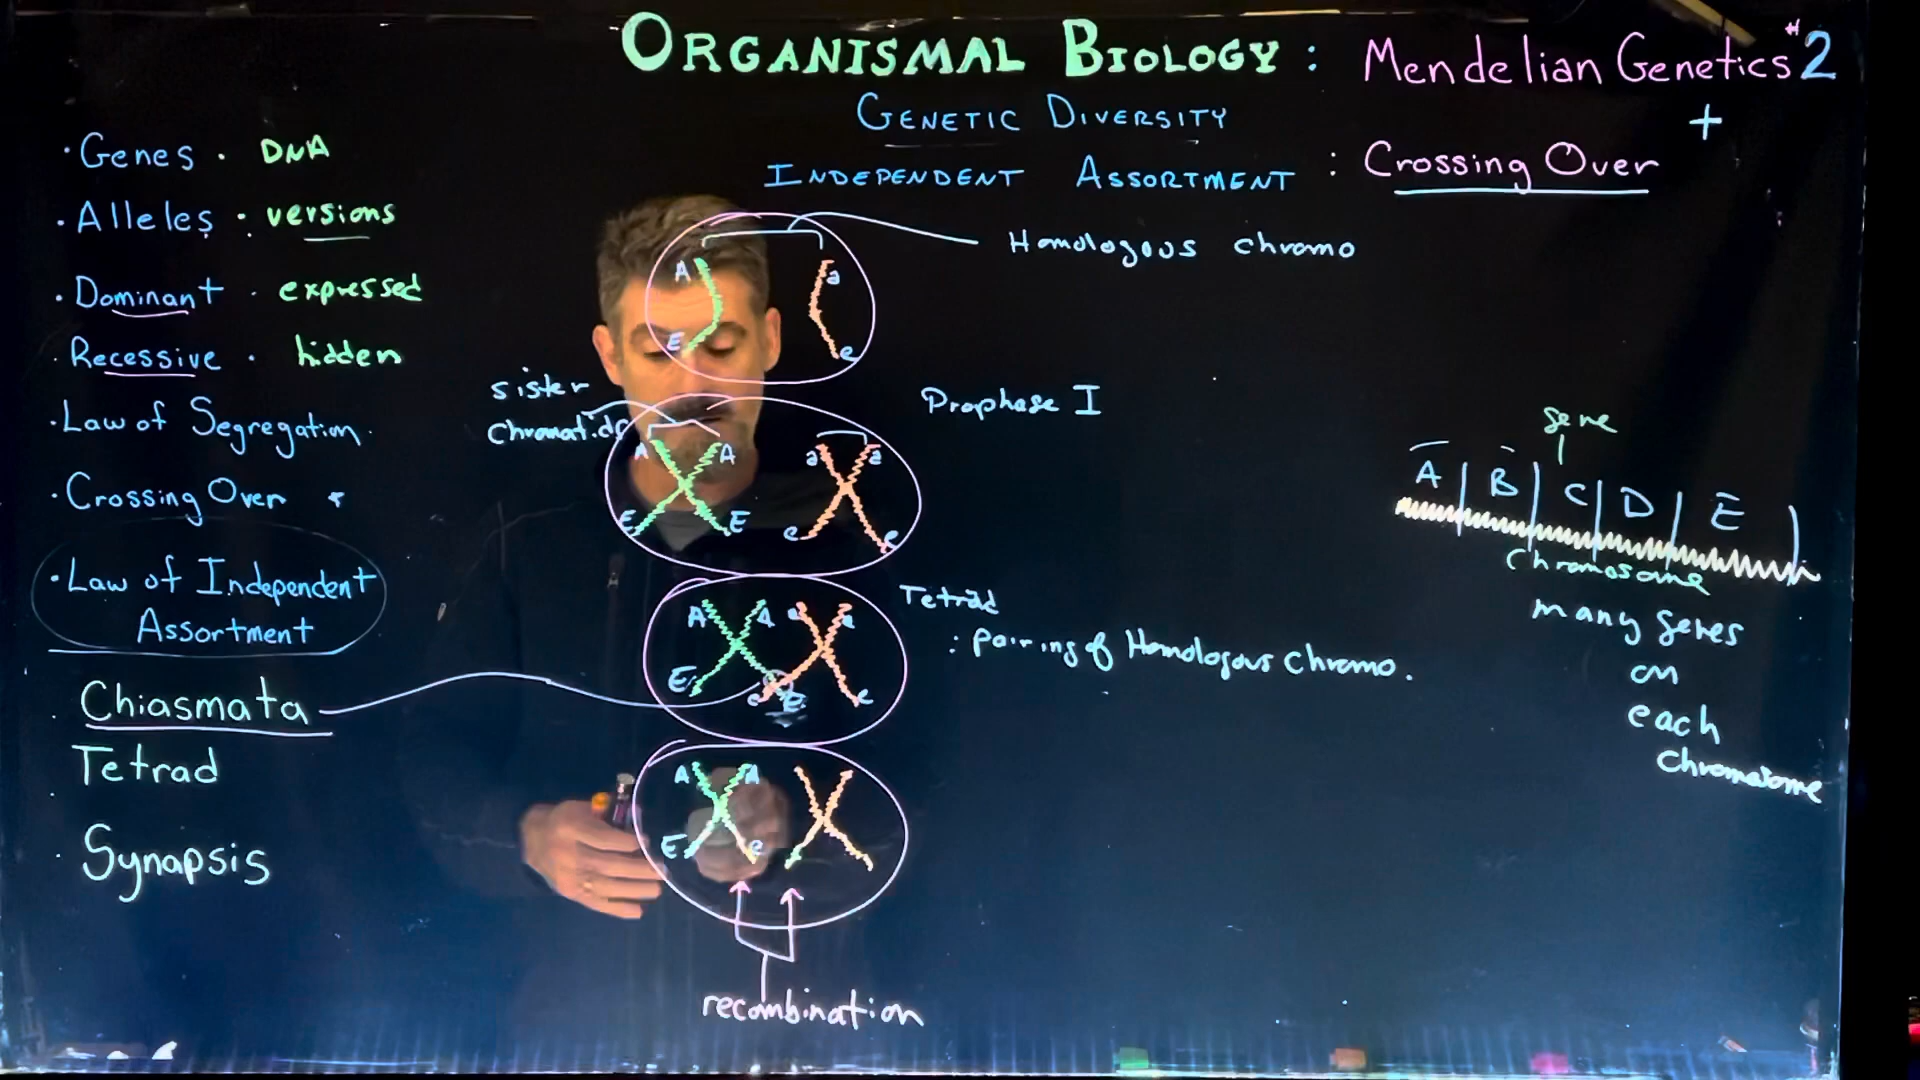 ORGANISMAL BIOLOGY : Mendelian Genetics #2
GENETIC DIVERSITY +
INDEPENDENT ASSORTMENT : Crossing Over
· Genes · DNA
· Alleles : versions
· Dominant · expressed
· Recessive · hidden
· Law of Segregation.
· Crossing Over
· Law of Independent
Assortment
· Chiasmata
· Tetrad
· Synapsis
Homologous chromo
A a
E e
sister
chromatids
Prophase I
A A a a
E E e e
Tetrad
: pairing of Homologous Chromo.
A A a a
E e E e
A A
E e
recombination
gene
A | B | C | D | E |
Chromosome
many genes
on
each
Chromosome